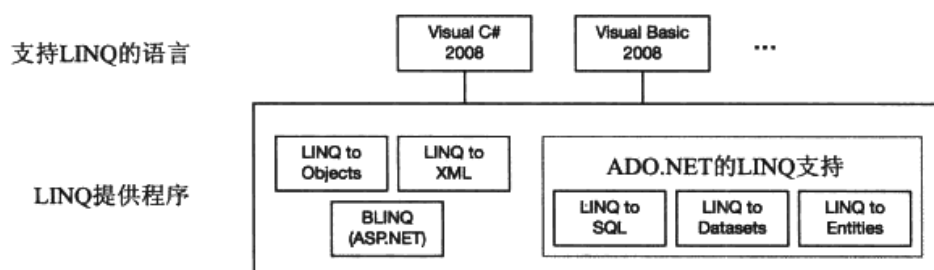 支持LINQ的语言
Visual C#
2008
Visual Basic
2008
...
LINQ提供程序
LINQ to
Objects
LINQ to
XML
BLINQ
(ASP.NET)
ADO.NET的LINQ支持
LINQ to
SQL
LINQ to
Datasets
LINQ to
Entities